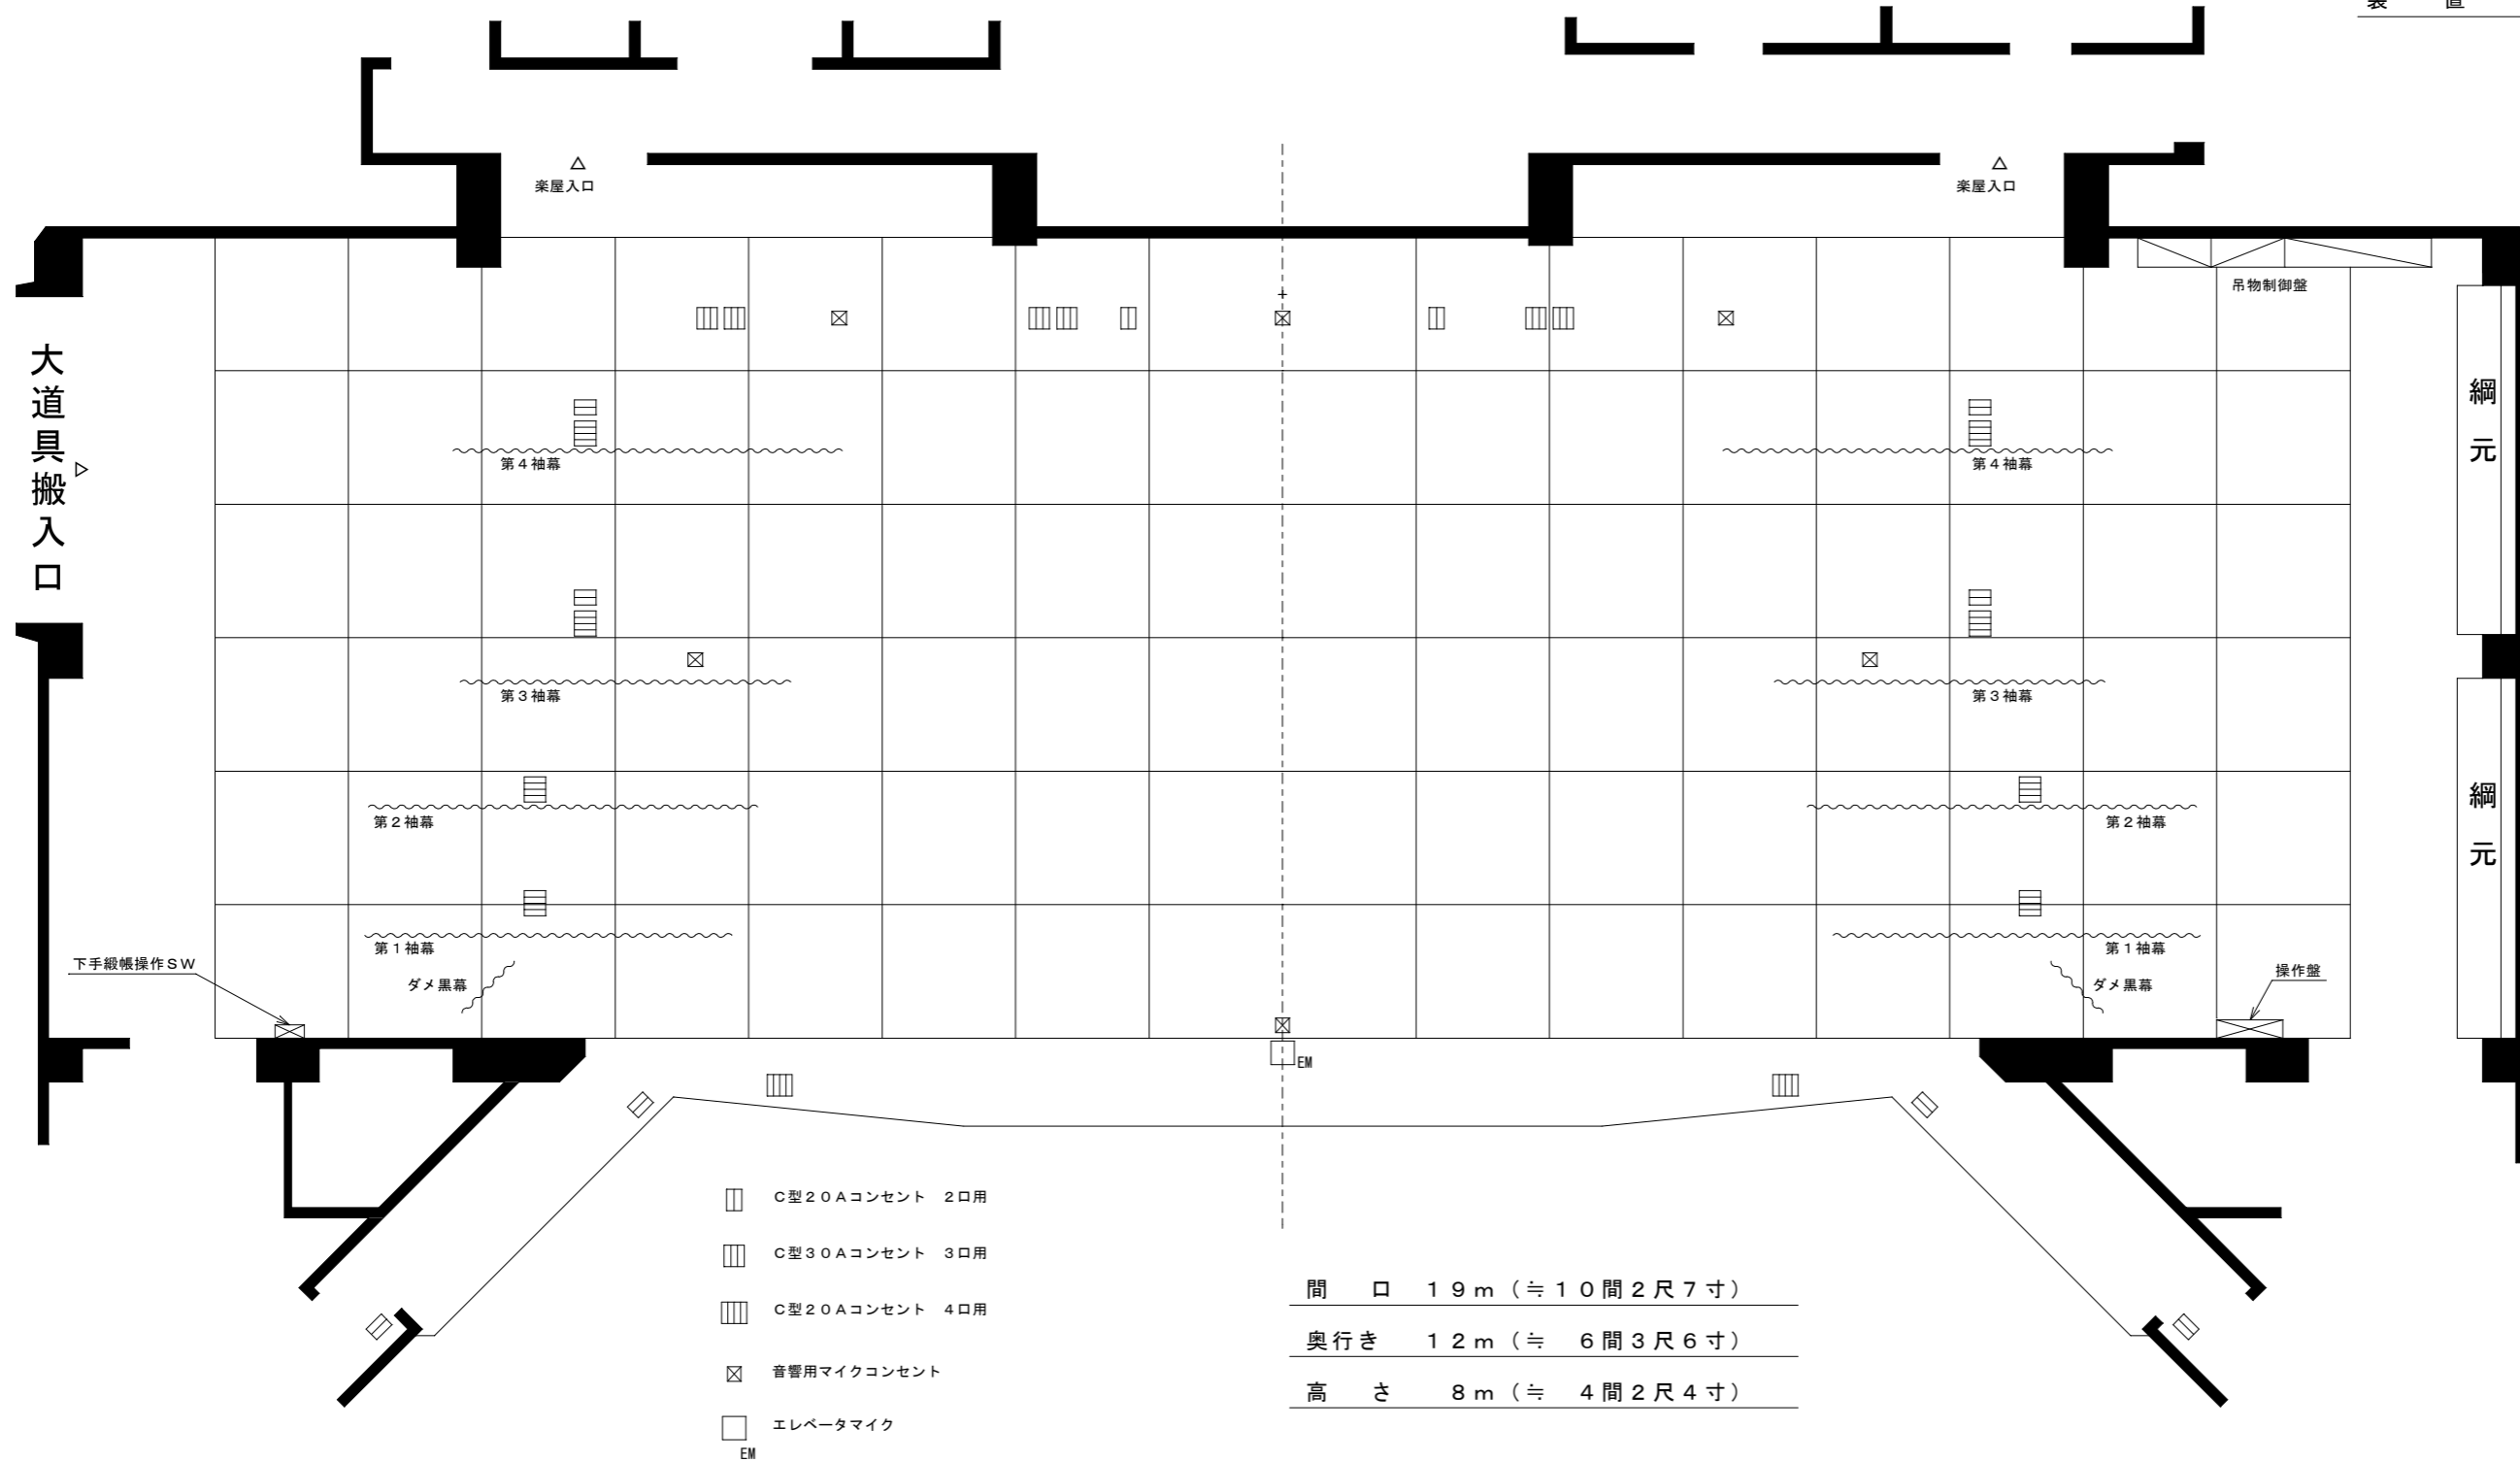 装　置
楽屋入口
楽屋入口
吊物制御盤
大道具搬入口
綱元
第４袖幕
第４袖幕
第３袖幕
第３袖幕
綱元
第２袖幕
第２袖幕
第１袖幕
第１袖幕
下手緞帳操作ＳＷ
ダメ黒幕
ダメ黒幕
操作盤
EM
Ｃ型２０Ａコンセント　２口用
Ｃ型３０Ａコンセント　３口用
Ｃ型２０Ａコンセント　４口用
音響用マイクコンセント
エレベータマイク
EM
間　口　１９ｍ（≒１０間２尺７寸）
奥行き　１２ｍ（≒　６間３尺６寸）
高　さ　　８ｍ（≒　４間２尺４寸）